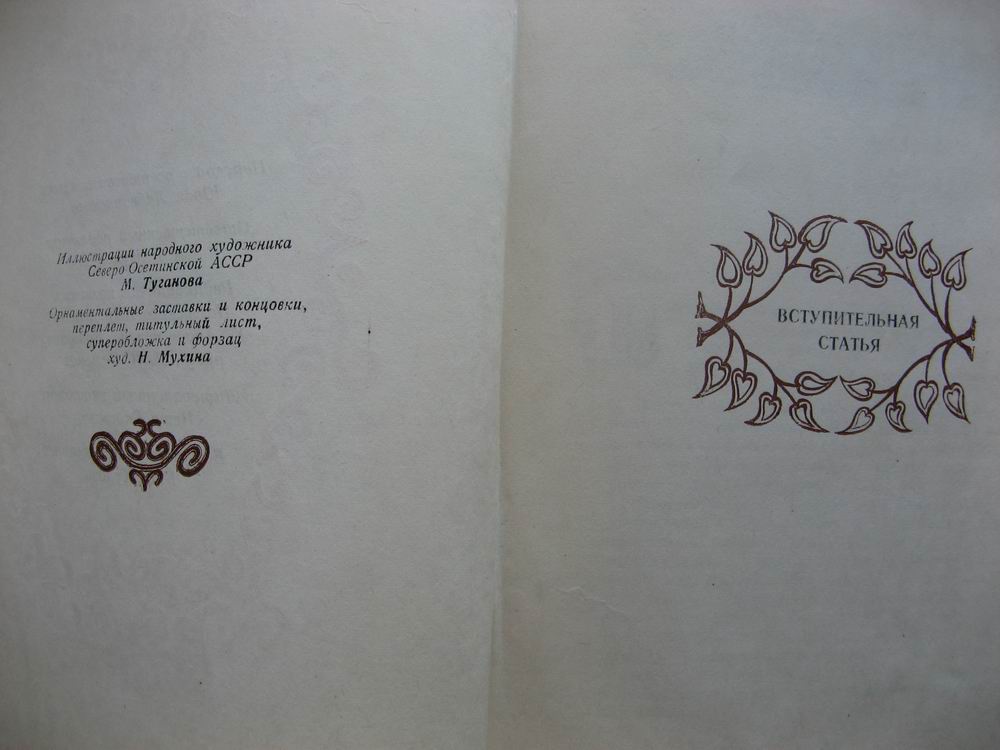 Иллюстрации народного художника
Северо Осетинской АССР
М. Туганова
Орнаментальные заставки и концовки,
переплет, титульный лист,
суперобложка и форзац
худ. Н. Мухина
ВСТУПИТЕЛЬНАЯ
СТАТЬЯ